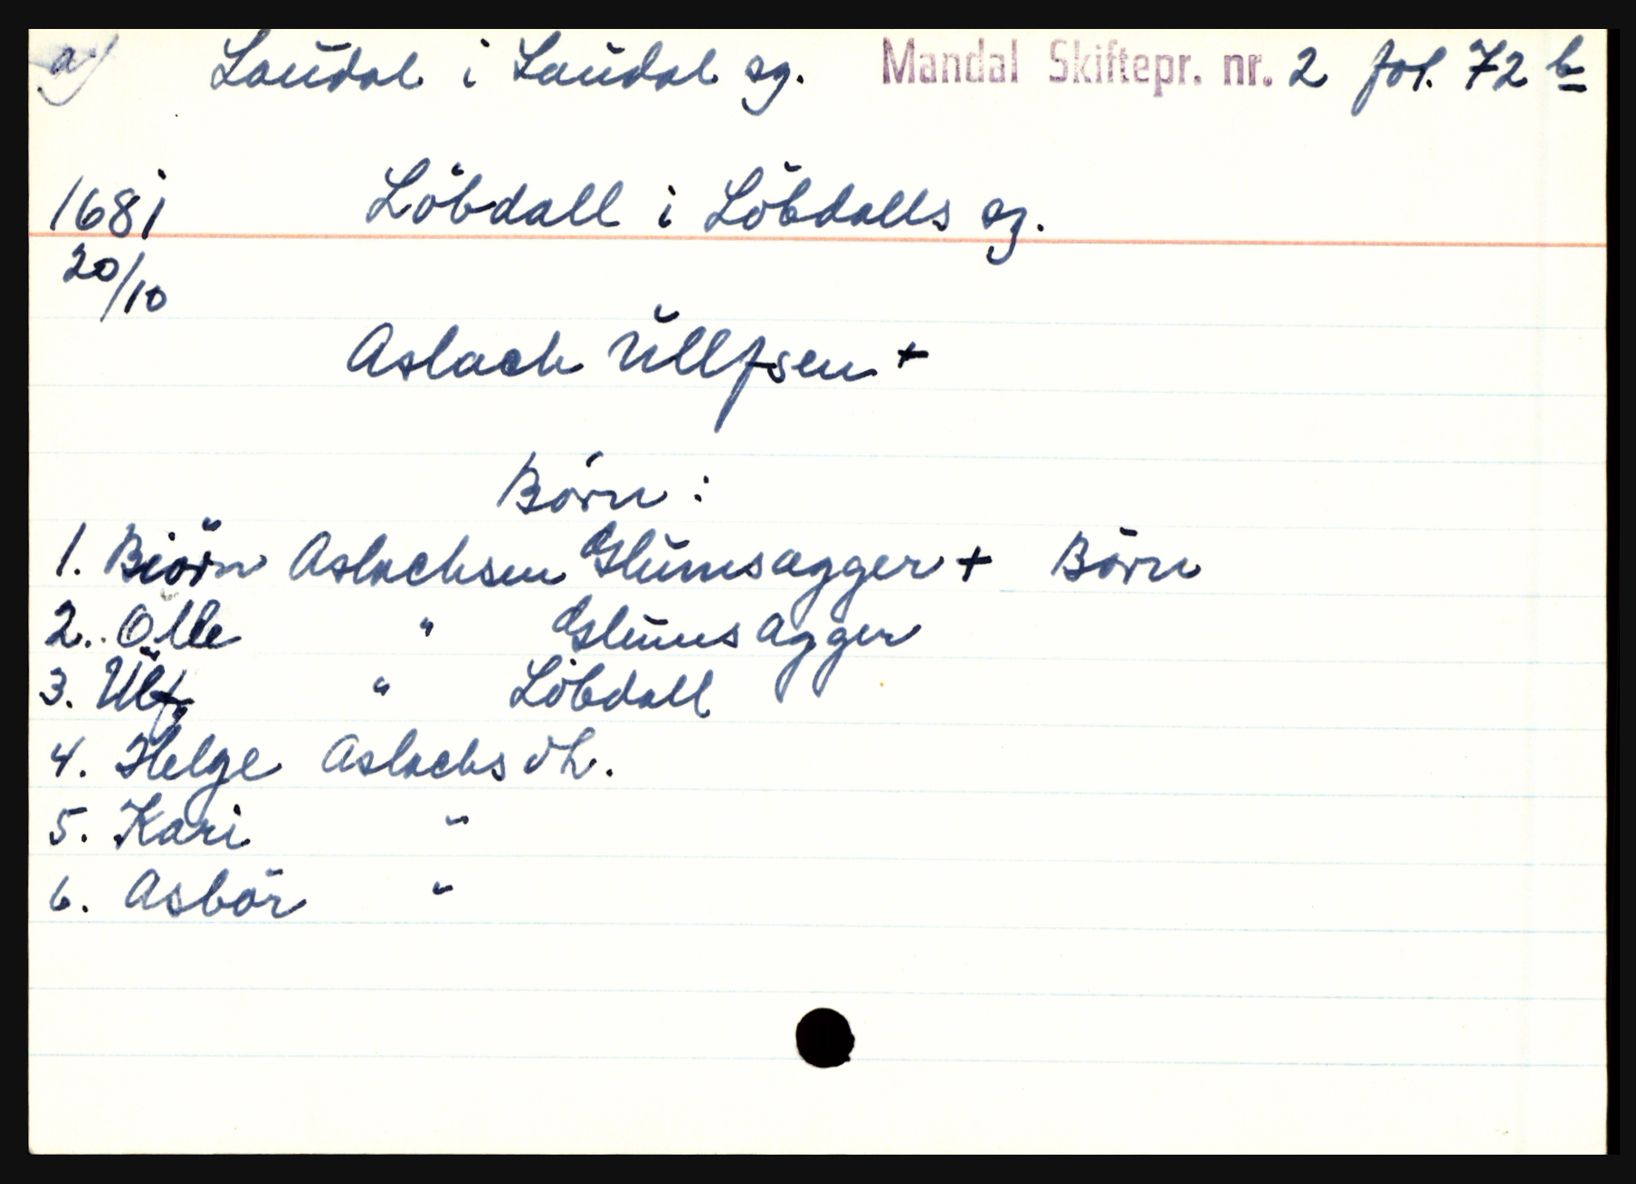 a) Laudal i Laudal sg. Mandal Skiftepr. nr. 2 fol. 72 b
1681 Löbdall i Löbdalls sg.
20/10
Aslach Ullfsen +
Börn :
1. Biörn Aslachsen Glumsagger + Börn
2. Olle " Glumsagger
3. Ulf " Löbdall
4. Helge Aslachsdt.
5. Kari "
6. Asbör "